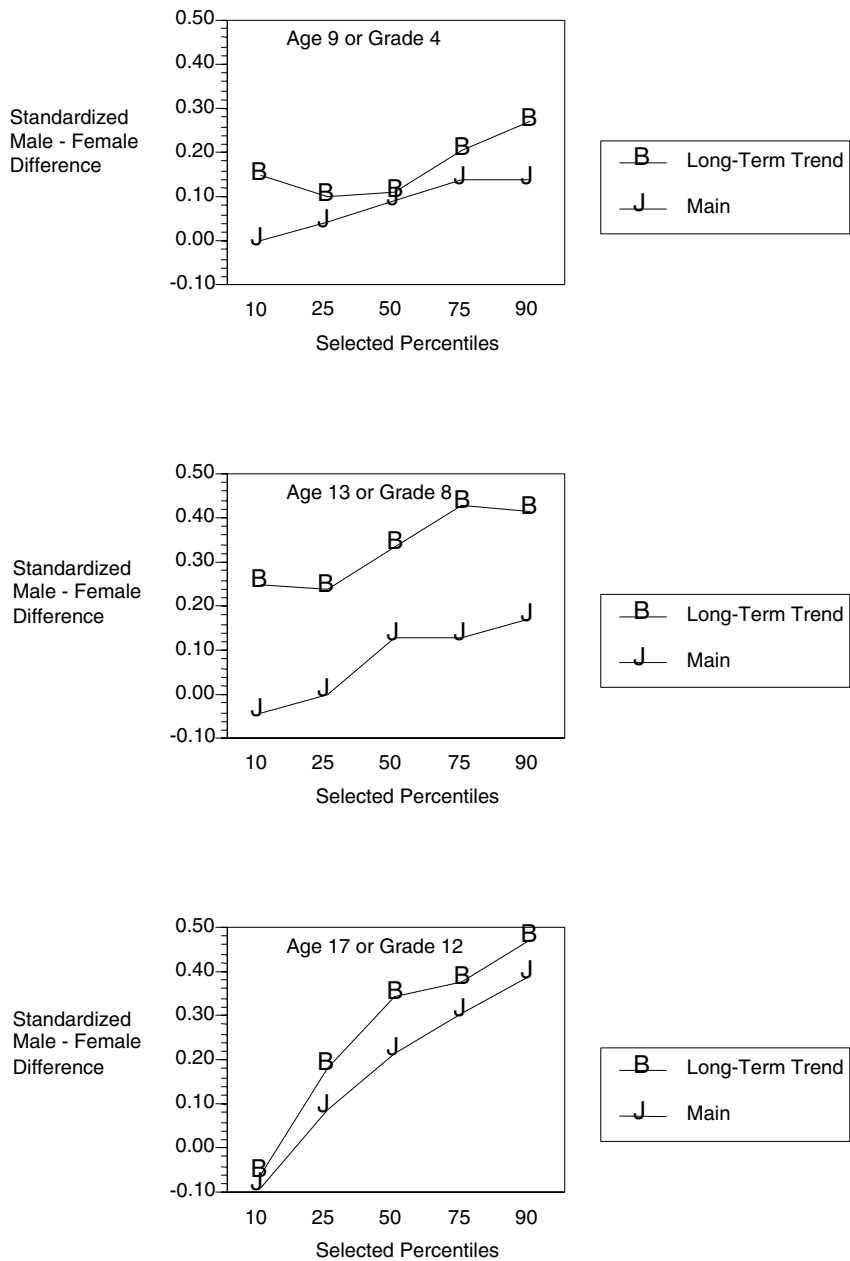 0.50
Age 9 or Grade 4
0.40
0.30
Standardized
Male - Female
Difference
0.20
0.10
0.00
-0.10
B B B B B
J J J J J
10 25 50 75 90
Selected Percentiles
B Long-Term Trend
J Main
0.50
Age 13 or Grade 8
0.40
0.30
Standardized
Male - Female
Difference
0.20
0.10
0.00
-0.10
B B B B B
J J J J J
10 25 50 75 90
Selected Percentiles
B Long-Term Trend
J Main
0.50
Age 17 or Grade 12
0.40
0.30
Standardized
Male - Female
Difference
0.20
0.10
0.00
-0.10
B B B B B
J J J J J
10 25 50 75 90
Selected Percentiles
B Long-Term Trend
J Main